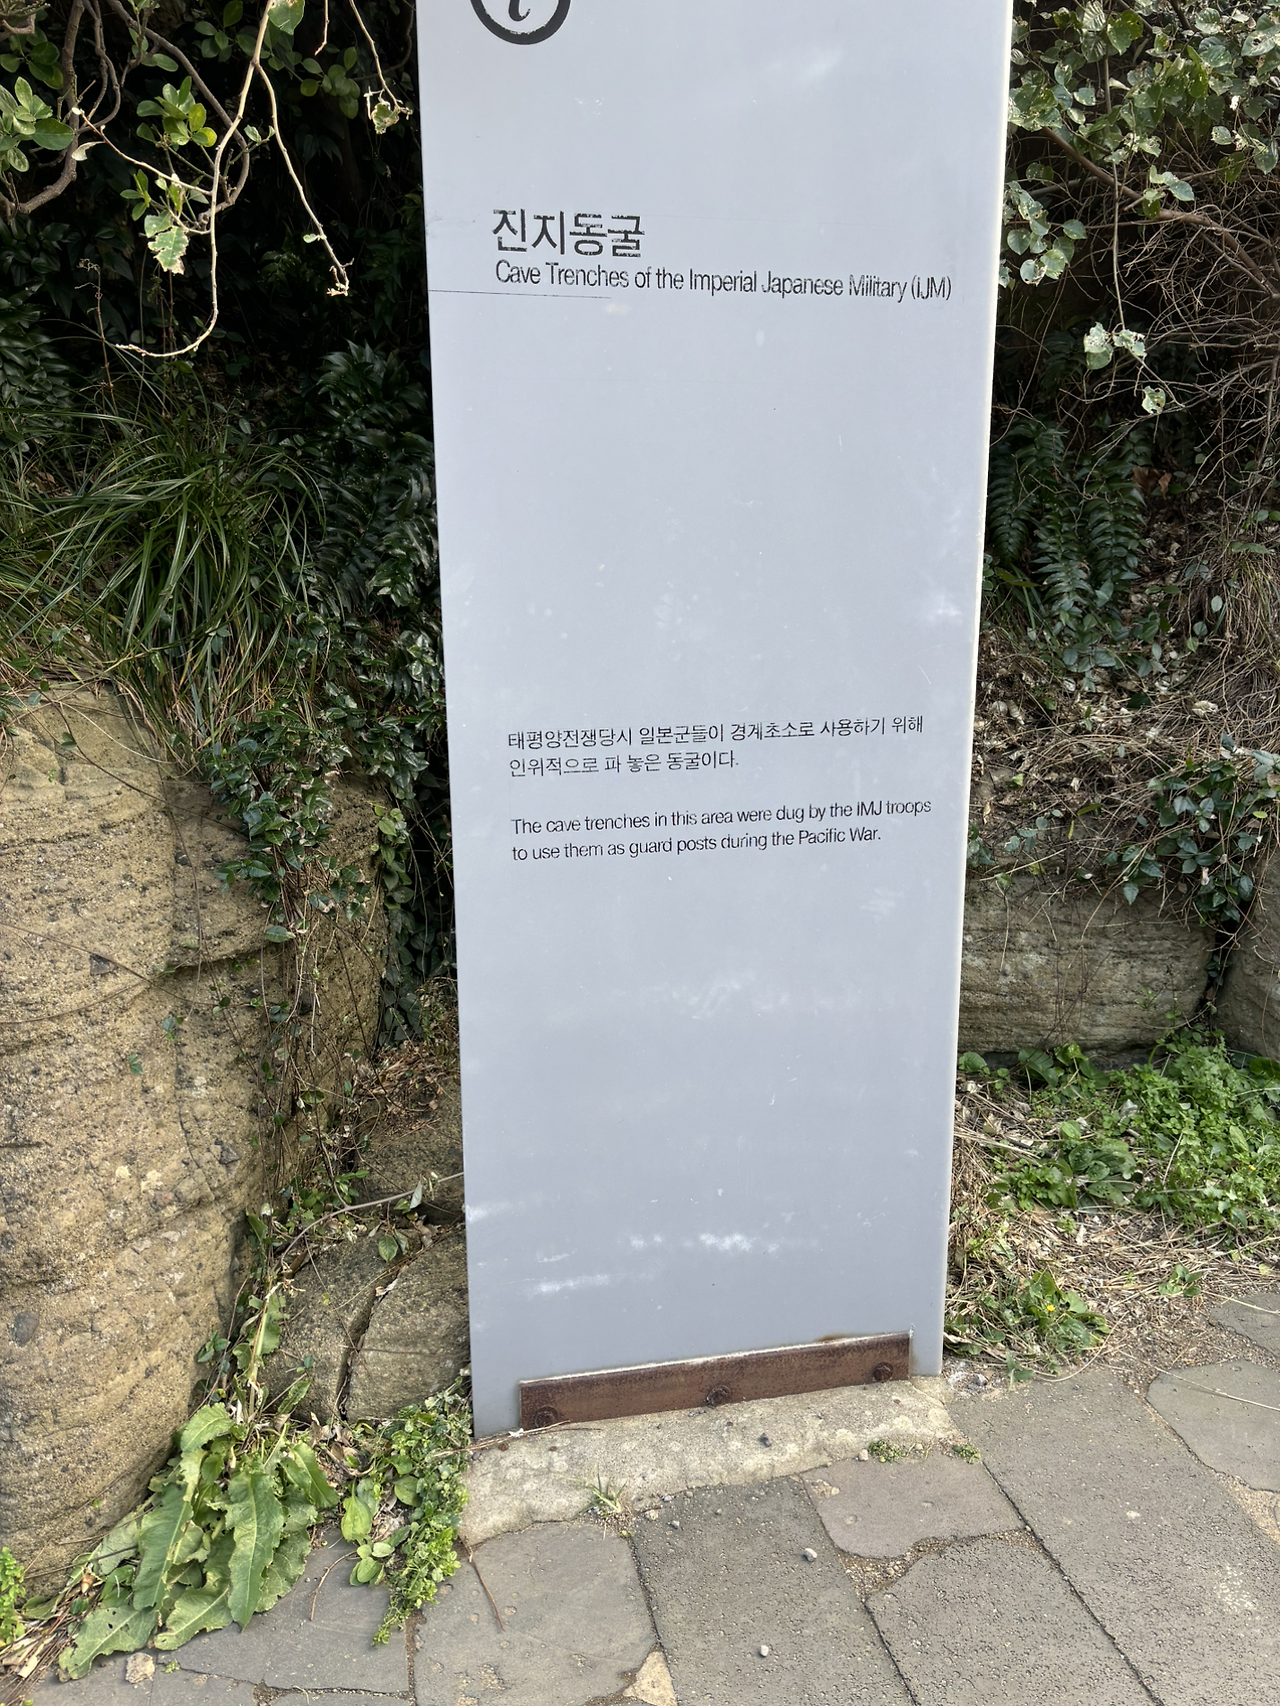 i
진지동굴
Cave Trenches of the Imperial Japanese Military (IJM)
태평양전쟁당시 일본군들이 경계초소로 사용하기 위해
인위적으로 파 놓은 동굴이다.
The cave trenches in this area were dug by the IMJ troops
to use them as guard posts during the Pacific War.